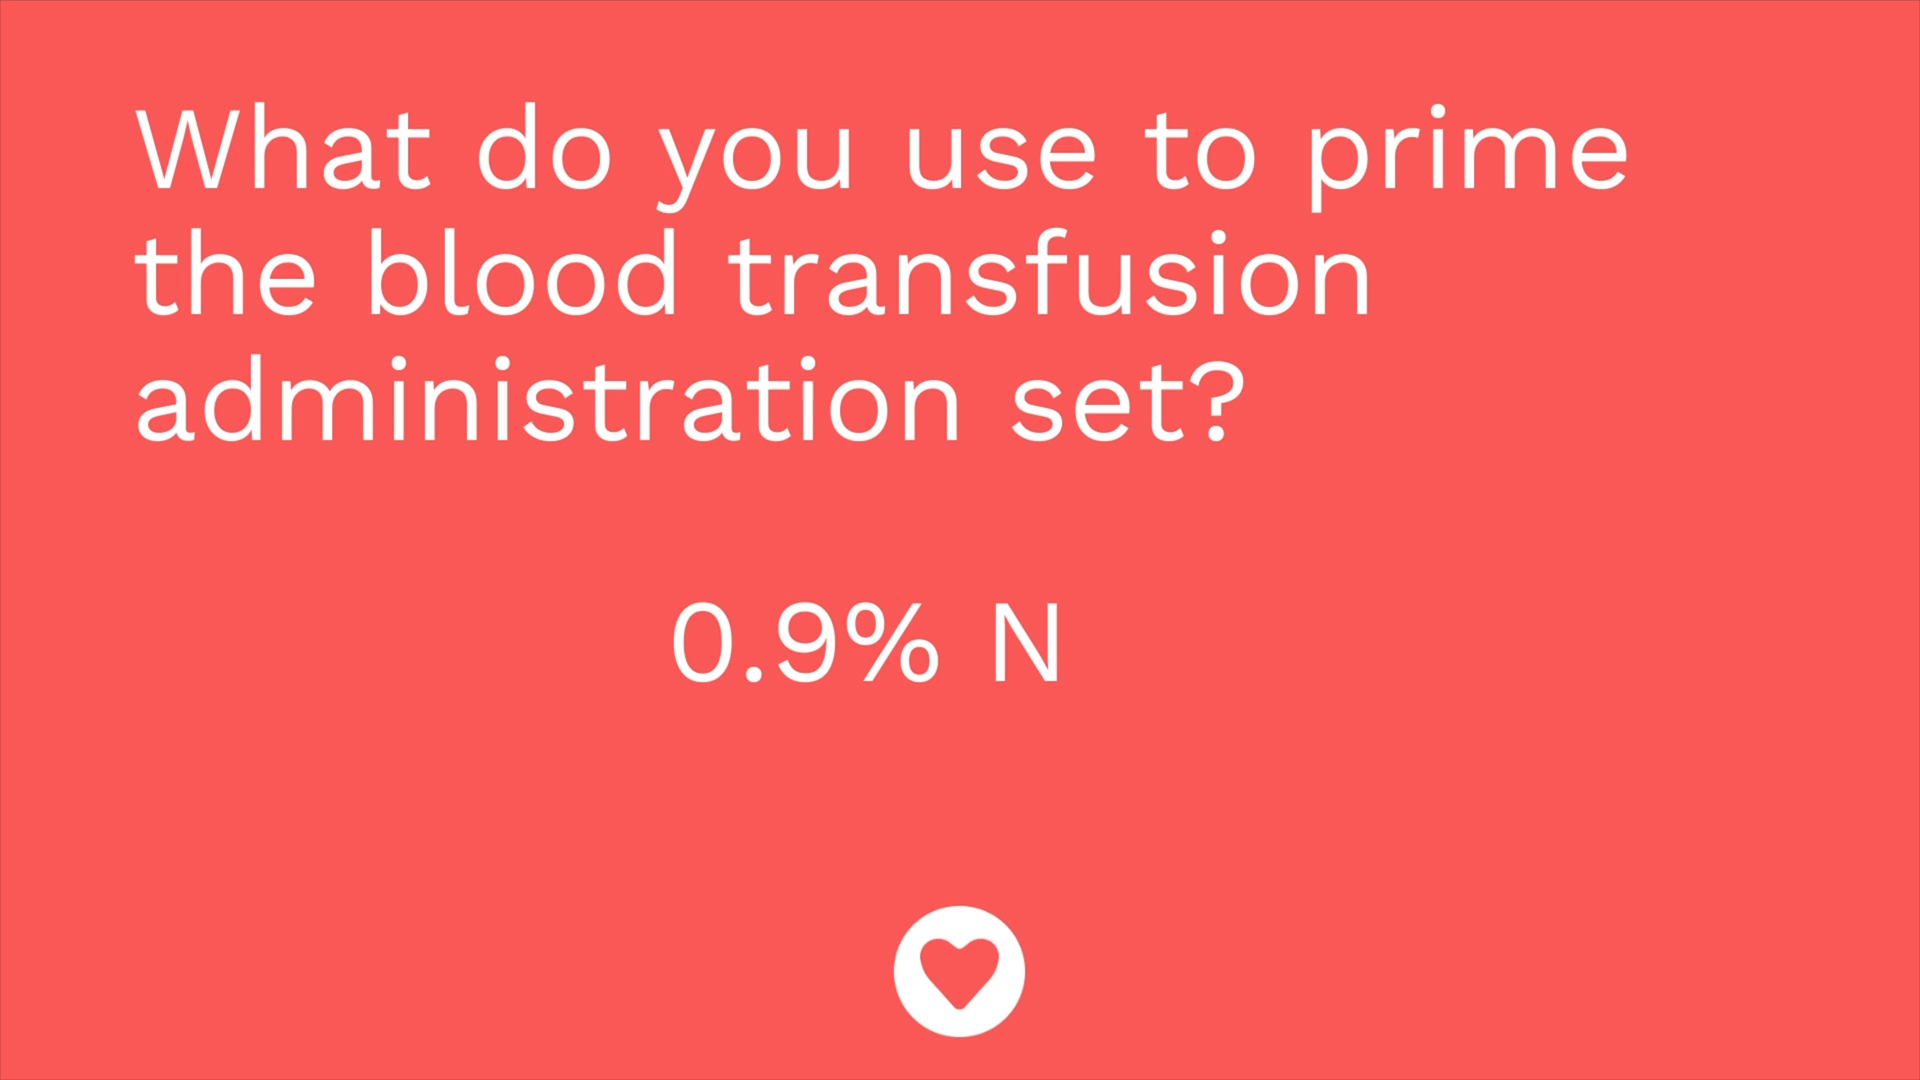 What do you use to prime
the blood transfusion
administration set?
0.9% N